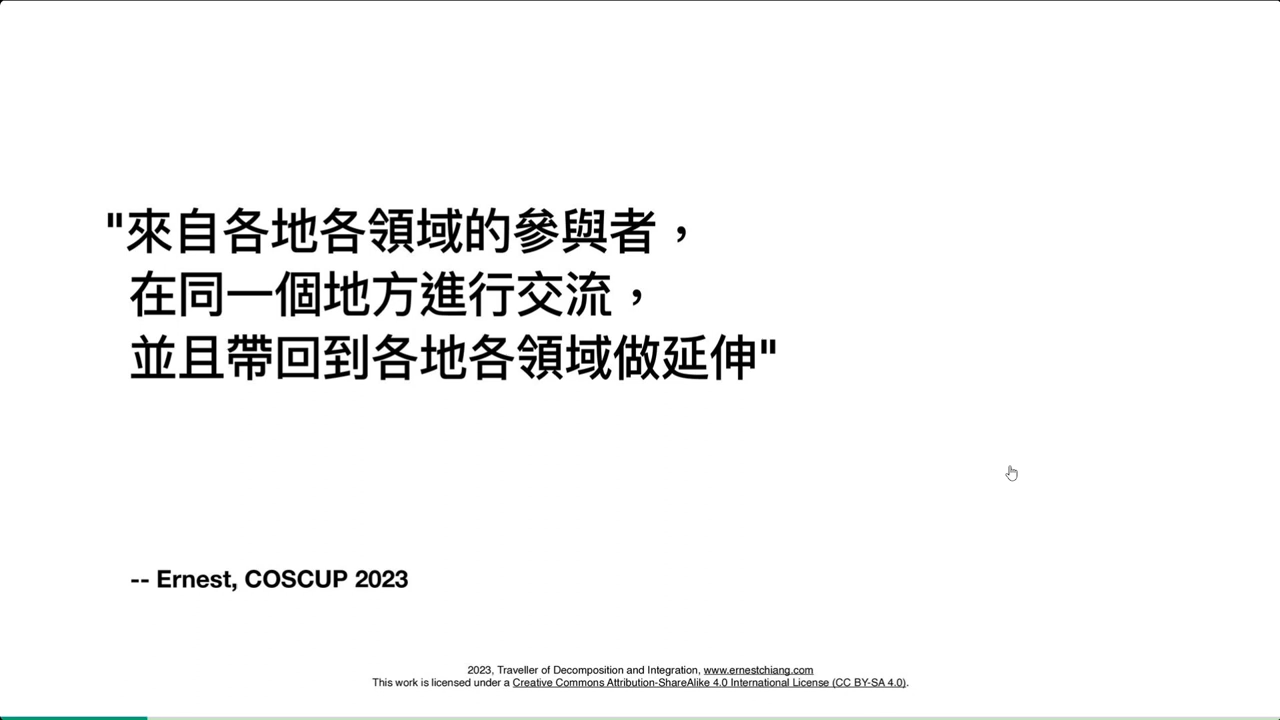 "來自各地各領域的參與者，
在同一個地方進行交流，
並且帶回到各地各領域做延伸"
-- Ernest, COSCUP 2023
2023, Traveller of Decomposition and Integration, www.ernestchiang.com
This work is licensed under a Creative Commons Attribution-ShareAlike 4.0 International License (CC BY-SA 4.0).